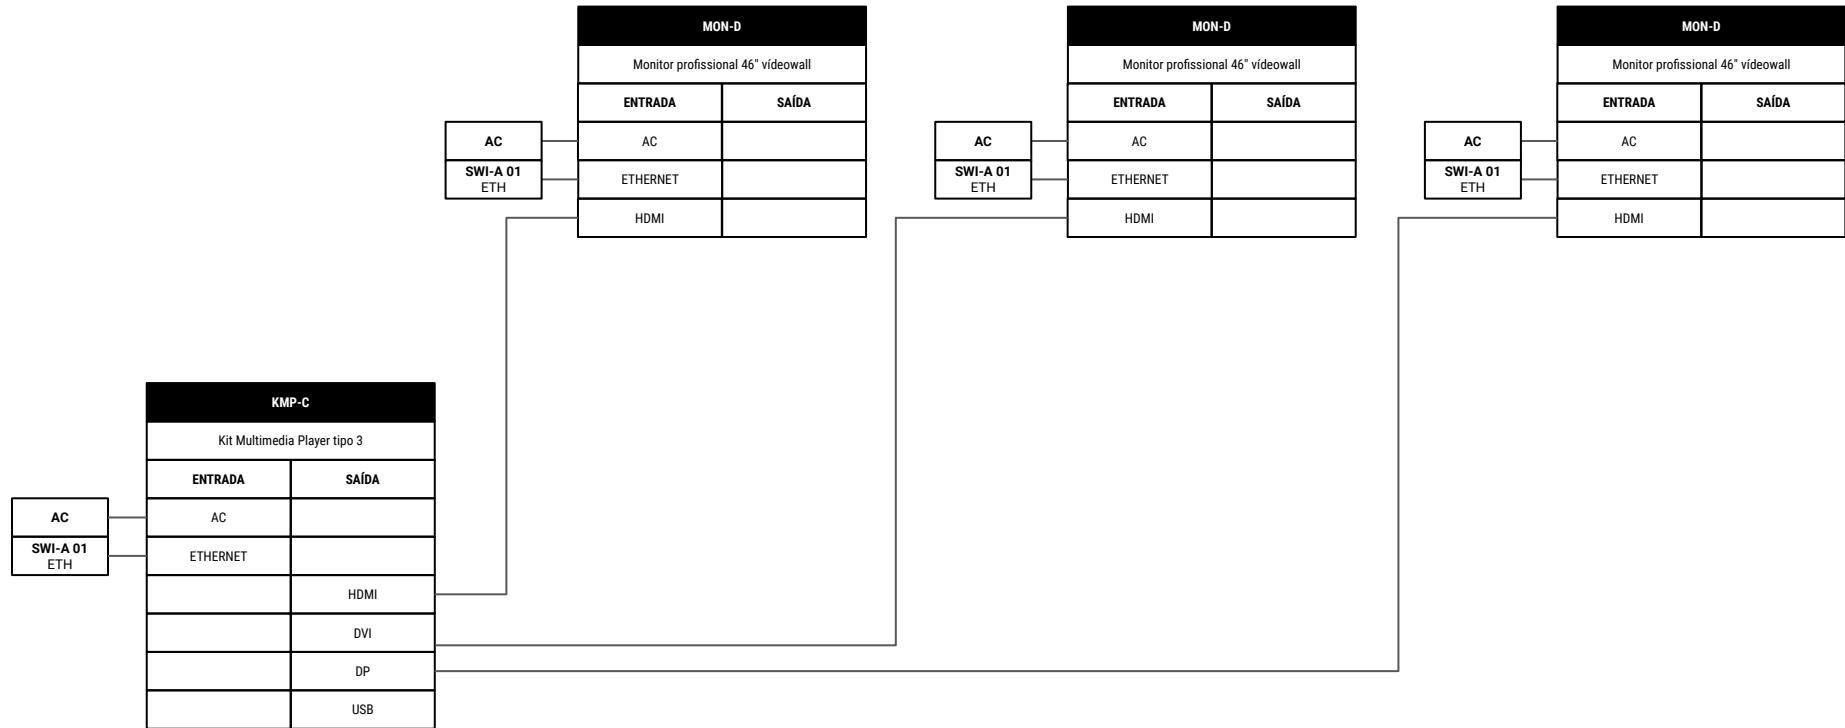 MON-D
Monitor profissional 46" vídeowall
ENTRADA SAÍDA
AC
ETHERNET
HDMI
AC
SWI-A 01
ETH
MON-D
Monitor profissional 46" vídeowall
ENTRADA SAÍDA
AC
ETHERNET
HDMI
AC
SWI-A 01
ETH
MON-D
Monitor profissional 46" vídeowall
ENTRADA SAÍDA
AC
ETHERNET
HDMI
AC
SWI-A 01
ETH
KMP-C
Kit Multimedia Player tipo 3
ENTRADA SAÍDA
AC
ETHERNET
HDMI
DVI
DP
USB
AC
SWI-A 01
ETH